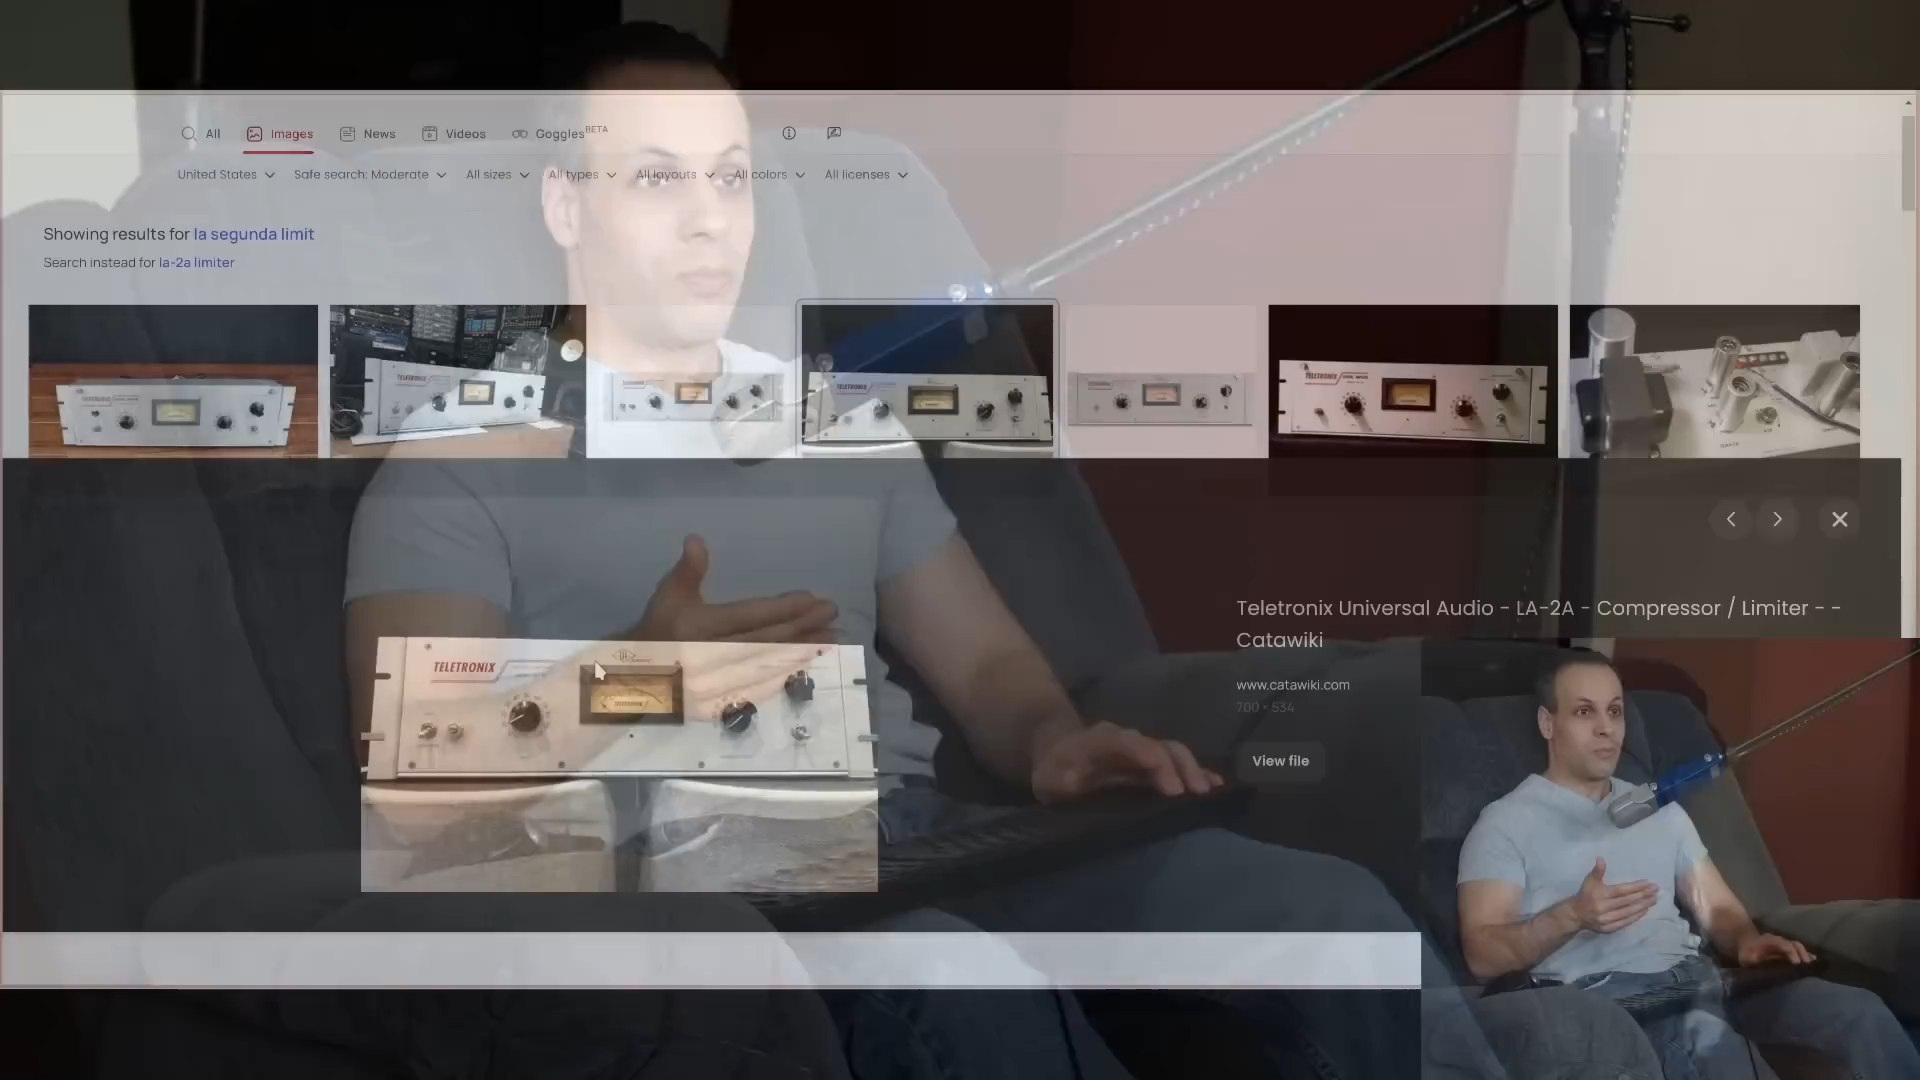 All Images News Videos Goggles BETA
United States Safe search: Moderate All sizes All types All layouts All colors All licenses
Showing results for la segunda limit
Search instead for la-2a limiter
TELETRONIX
TELETRONIX
Teletronix Universal Audio - LA-2A - Compressor / Limiter - -
Catawiki
www.catawiki.com
700 × 534
View file
TELETRONIX